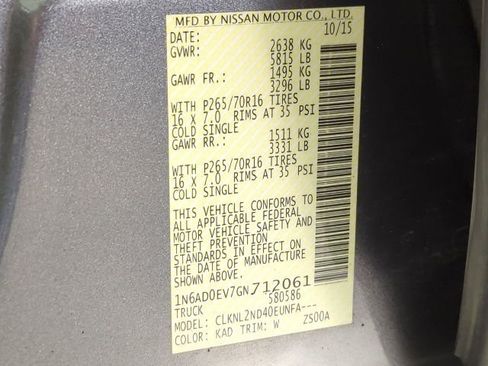 MFD BY NISSAN MOTOR CO., LTD.
DATE: 10/15
GVWR: 2638 KG
5815 LB
GAWR FR.: 1495 KG
3296 LB
WITH P265/70R16 TIRES
16 X 7.0 RIMS AT 35 PSI
COLD SINGLE
GAWR RR.: 1511 KG
3331 LB
WITH P265/70R16 TIRES
16 X 7.0 RIMS AT 35 PSI
COLD SINGLE
THIS VEHICLE CONFORMS TO
ALL APPLICABLE FEDERAL
MOTOR VEHICLE SAFETY AND
THEFT PREVENTION
STANDARDS IN EFFECT ON
THE DATE OF MANUFACTURE
SHOWN ABOVE.
1N6AD0EV7GN712061
TRUCK 580586
MODEL: CLKNL2ND40EUNFA---
COLOR: KAD TRIM: W ZS00A